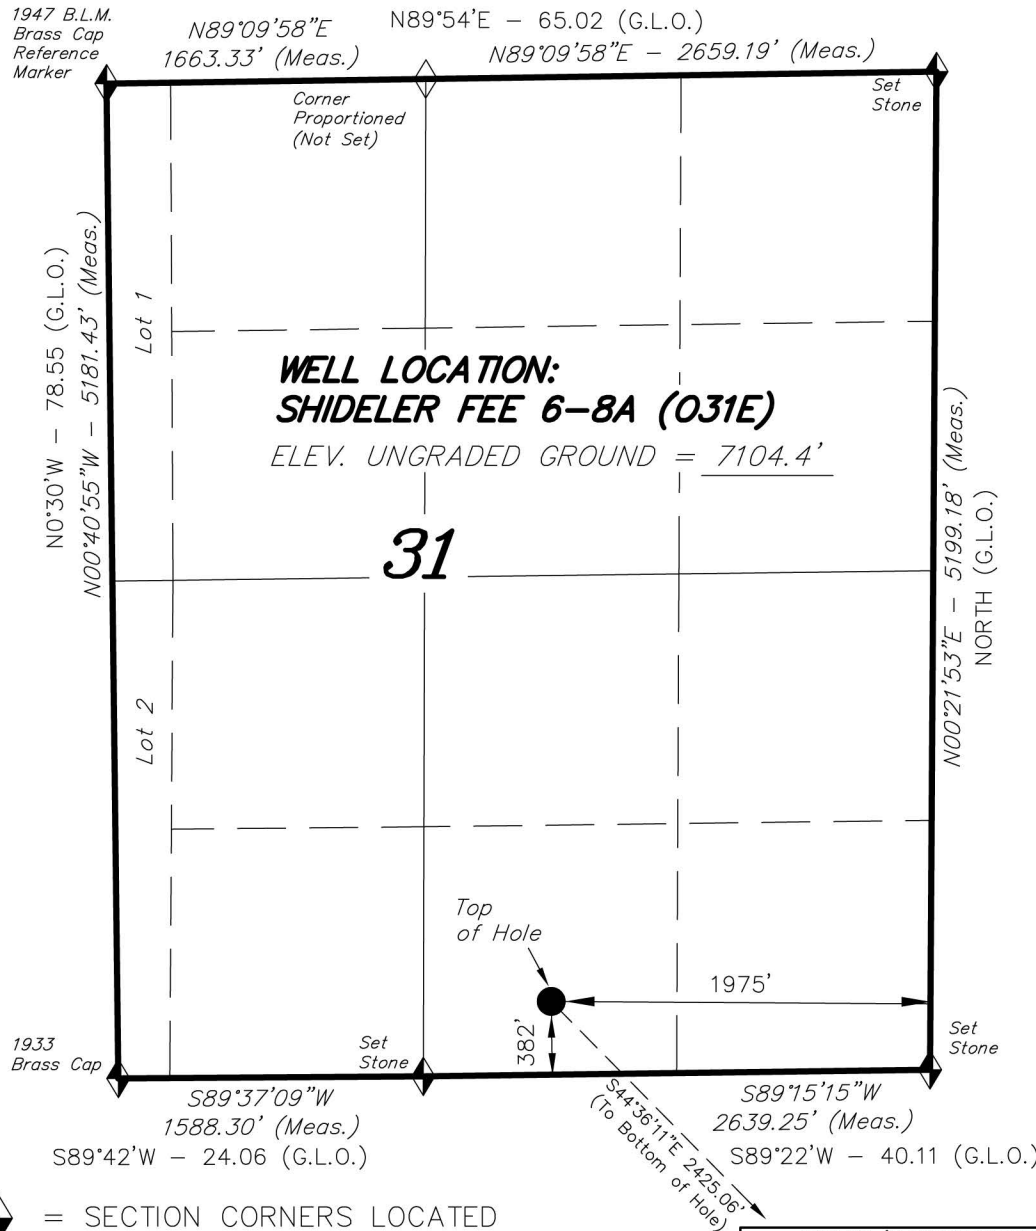 1947 B.L.M.
Brass Cap
Reference
Marker
N89°09'58"E
1663.33' (Meas.)
N89°54'E – 65.02 (G.L.O.)
N89°09'58"E – 2659.19' (Meas.)
Corner
Proportioned
(Not Set)
Set
Stone
N0°30'W – 78.55 (G.L.O.)
N00°40'55"W – 5181.43' (Meas.)
Lot 1
WELL LOCATION:
SHIDELER FEE 6–8A (O31E)
ELEV. UNGRADED GROUND = 7104.4'
31
N00°21'53"E – 5199.18' (Meas.)
NORTH (G.L.O.)
Lot 2
Top
of Hole
1975'
382'
1933
Brass Cap
Set
Stone
Set
Stone
S89°37'09"W
1588.30' (Meas.)
S89°42'W – 24.06 (G.L.O.)
S44°36'11"E 2425.06'
(To Bottom of Hole)
S89°15'15"W
2639.25' (Meas.)
S89°22'W – 40.11 (G.L.O.)
= SECTION CORNERS LOCATED